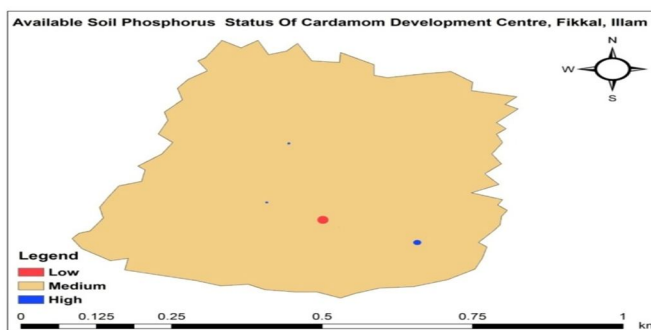 Available Soil Phosphorus Status Of Cardamom Development Centre, Fikkal, Illam
N
W
S
Legend
Low
Medium
High
0 0.125 0.25 0.5 0.75 1